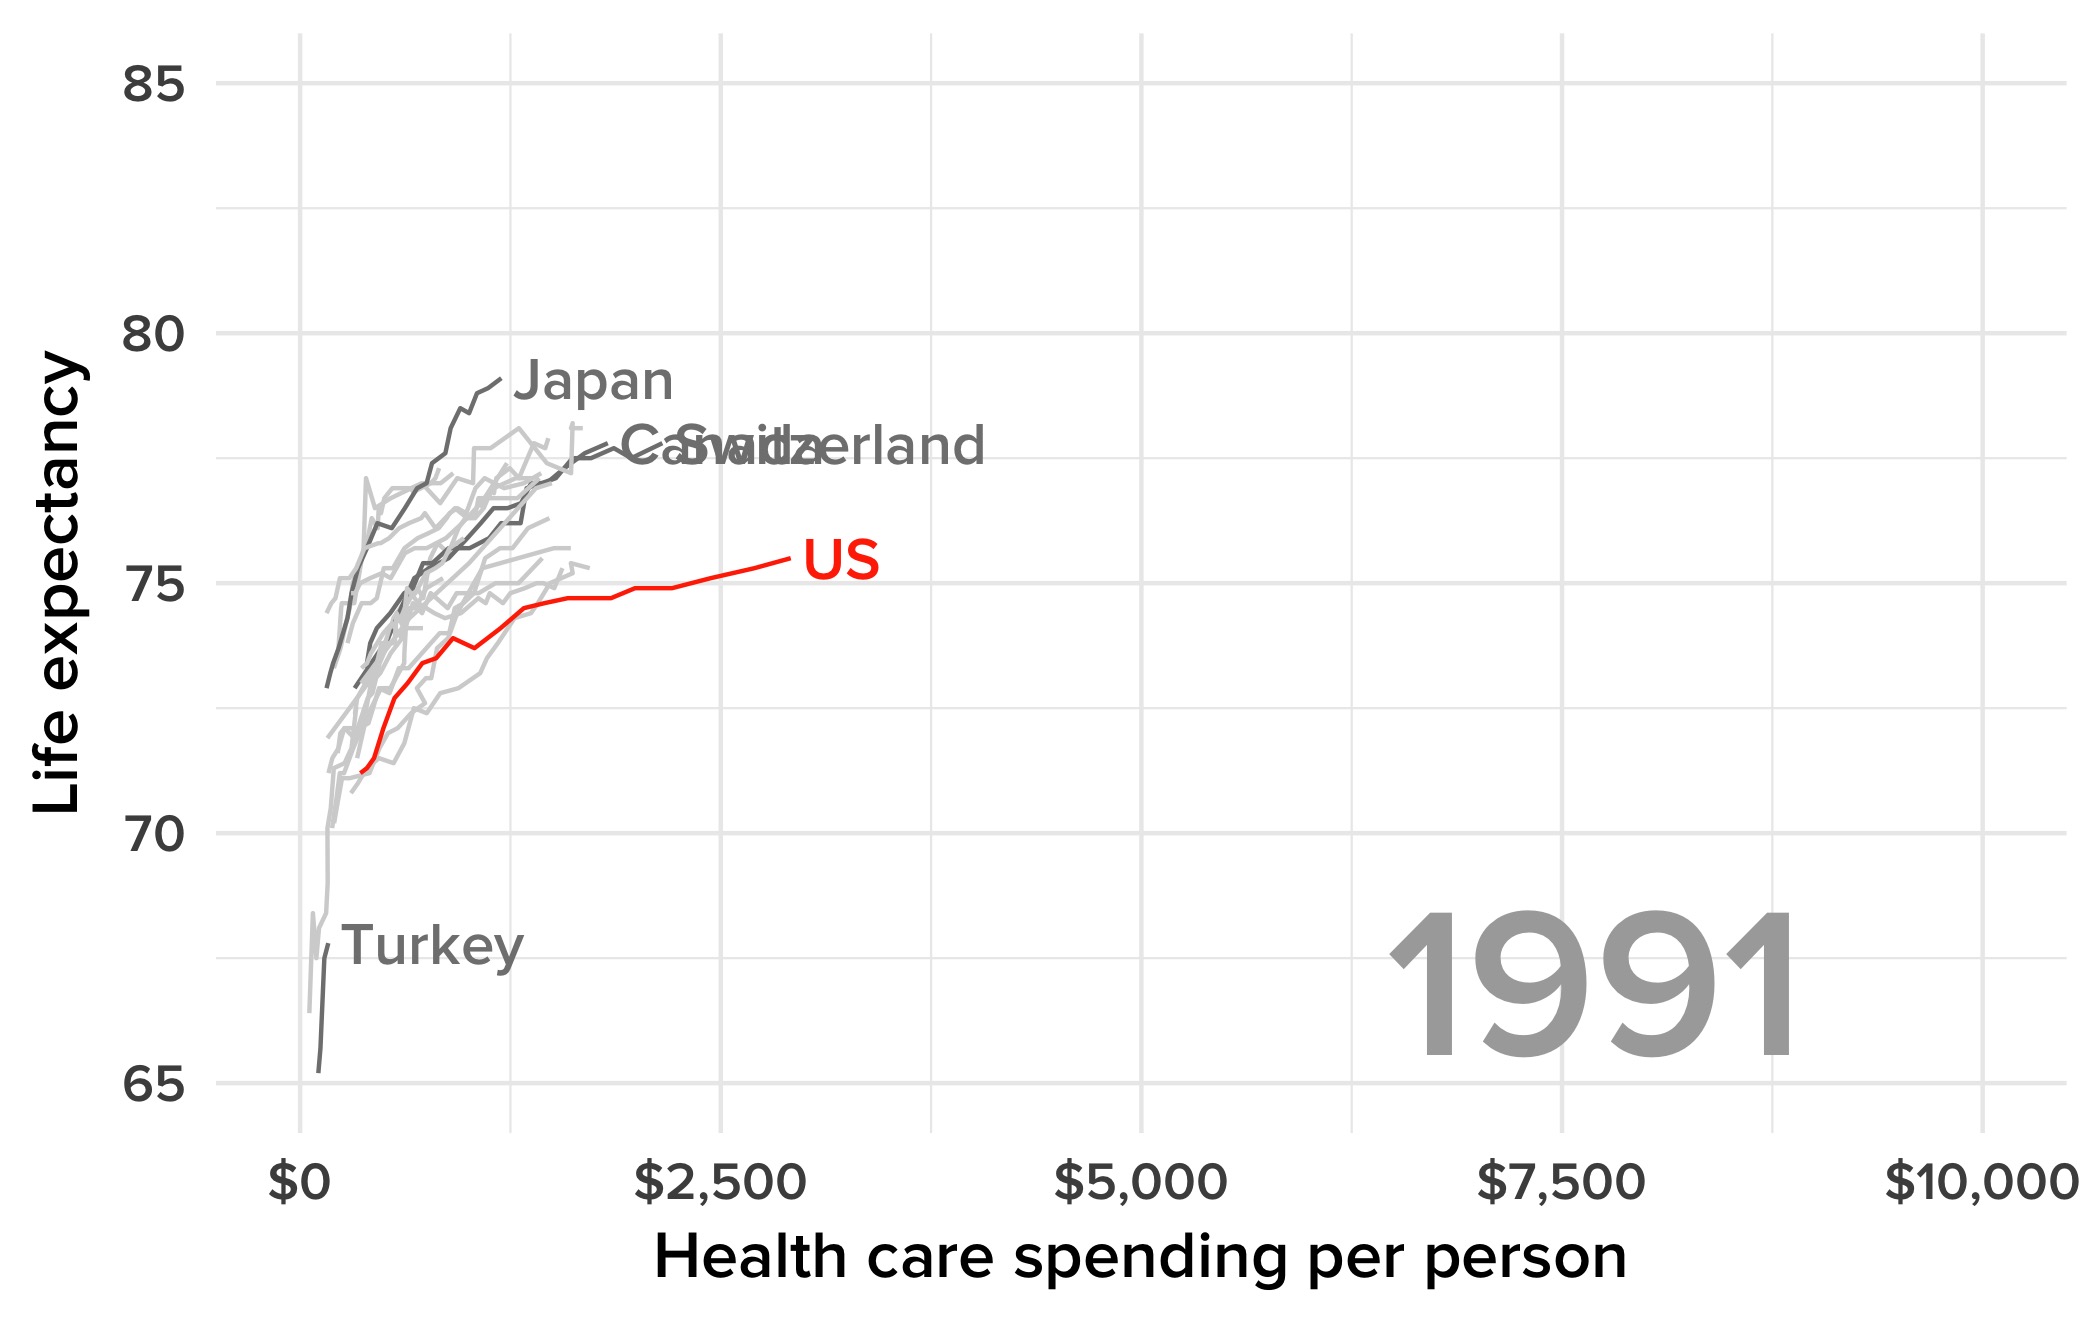 85
80
75
70
65
Life expectancy
Japan
Canada
Switzerland
US
Turkey
1991
$0
$2,500
$5,000
$7,500
$10,000
Health care spending per person